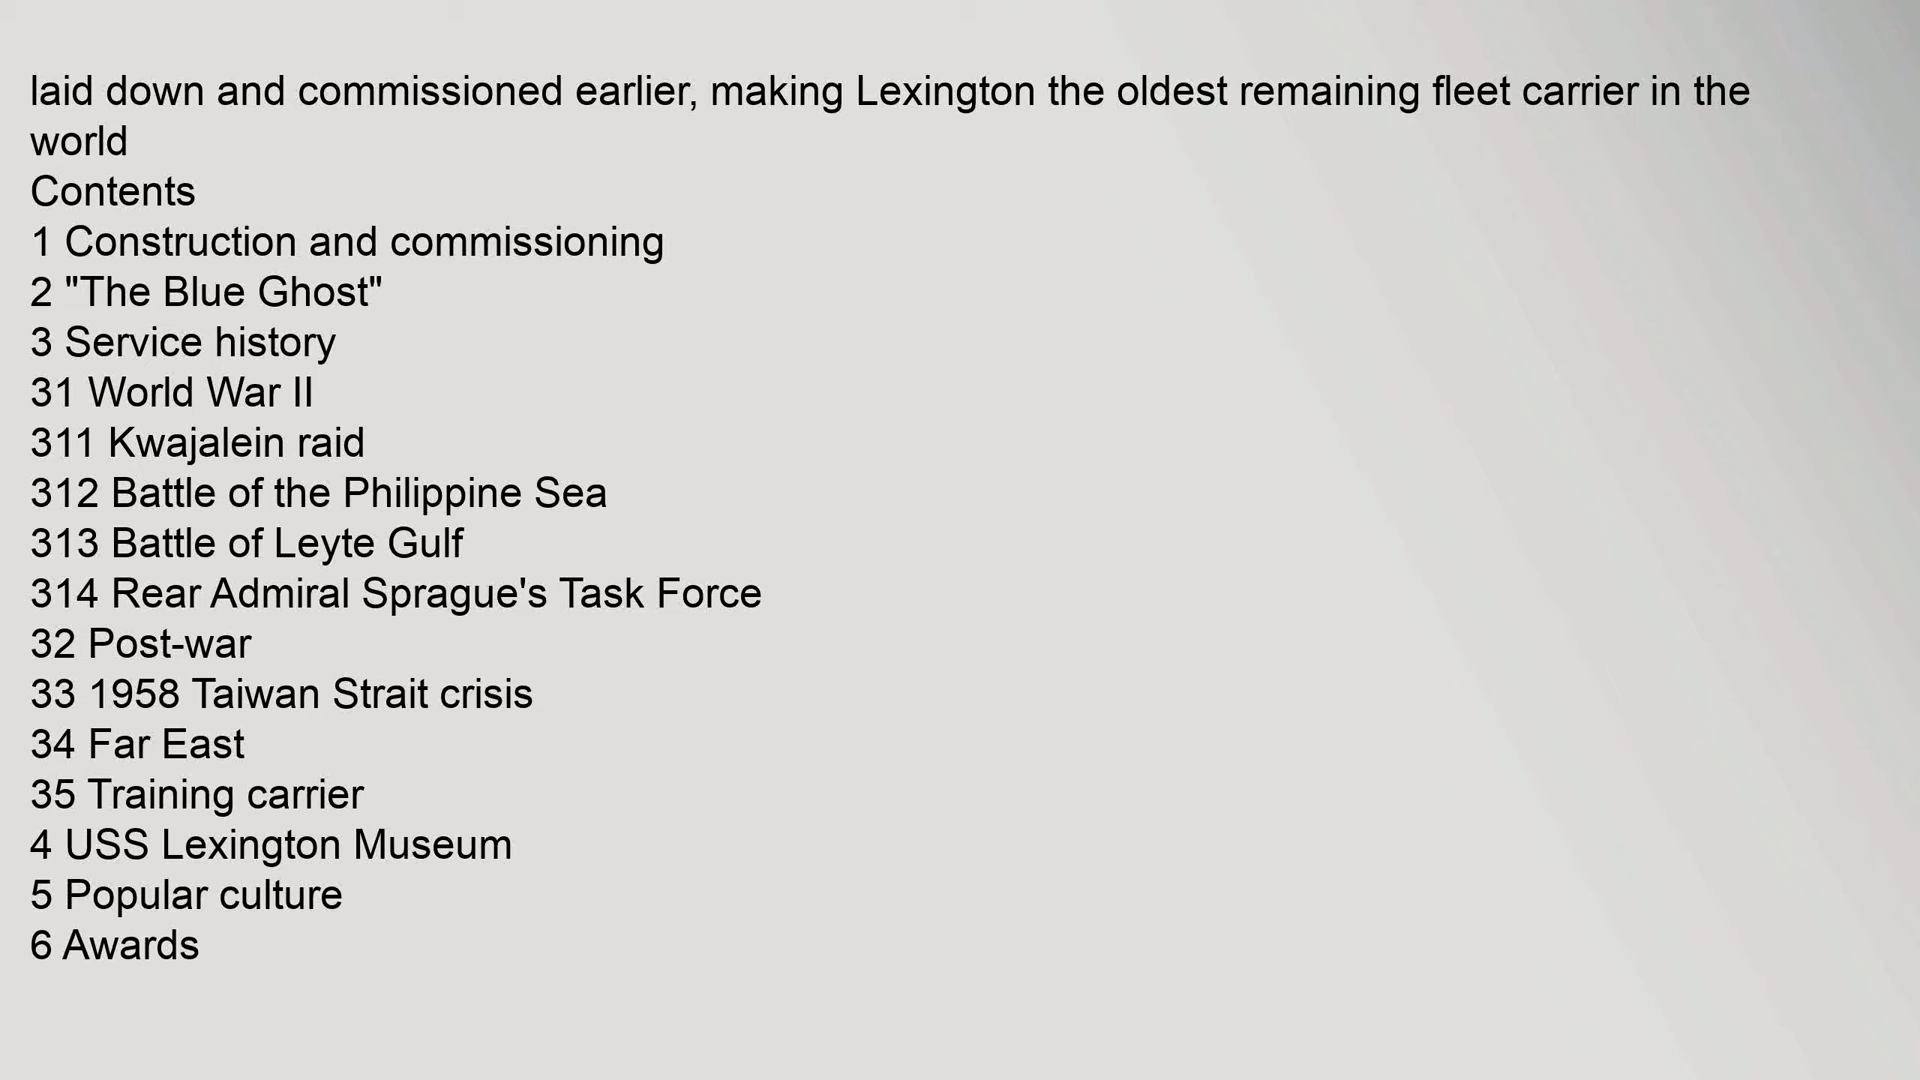 laid down and commissioned earlier, making Lexington the oldest remaining fleet carrier in the
world
Contents
1 Construction and commissioning
2 "The Blue Ghost"
3 Service history
31 World War II
311 Kwajalein raid
312 Battle of the Philippine Sea
313 Battle of Leyte Gulf
314 Rear Admiral Sprague's Task Force
32 Post-war
33 1958 Taiwan Strait crisis
34 Far East
35 Training carrier
4 USS Lexington Museum
5 Popular culture
6 Awards